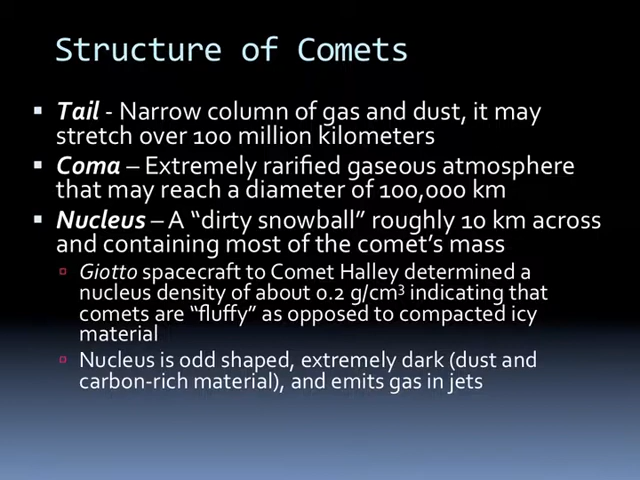 Structure of Comets
▪ Tail - Narrow column of gas and dust, it may
stretch over 100 million kilometers
▪ Coma – Extremely rarified gaseous atmosphere
that may reach a diameter of 100,000 km
▪ Nucleus – A “dirty snowball” roughly 10 km across
and containing most of the comet’s mass
▫ Giotto spacecraft to Comet Halley determined a
nucleus density of about 0.2 g/cm³ indicating that
comets are “fluffy” as opposed to compacted icy
material
▫ Nucleus is odd shaped, extremely dark (dust and
carbon-rich material), and emits gas in jets